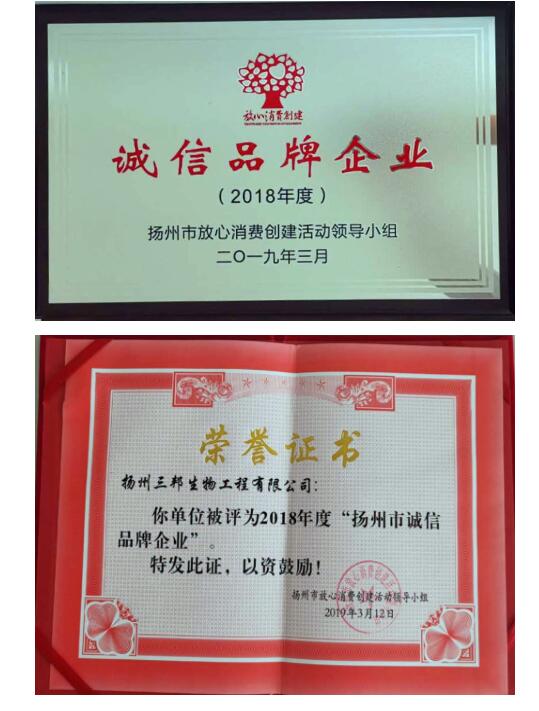 放心消费创建
诚信品牌企业
（2018年度）
扬州市放心消费创建活动领导小组
二〇一九年三月
荣誉证书
扬州三邦生物工程有限公司：
你单位被评为2018年度“扬州市诚信
品牌企业”。
特发此证，以资鼓励！
扬州市放心消费创建活动领导小组
2019年3月12日